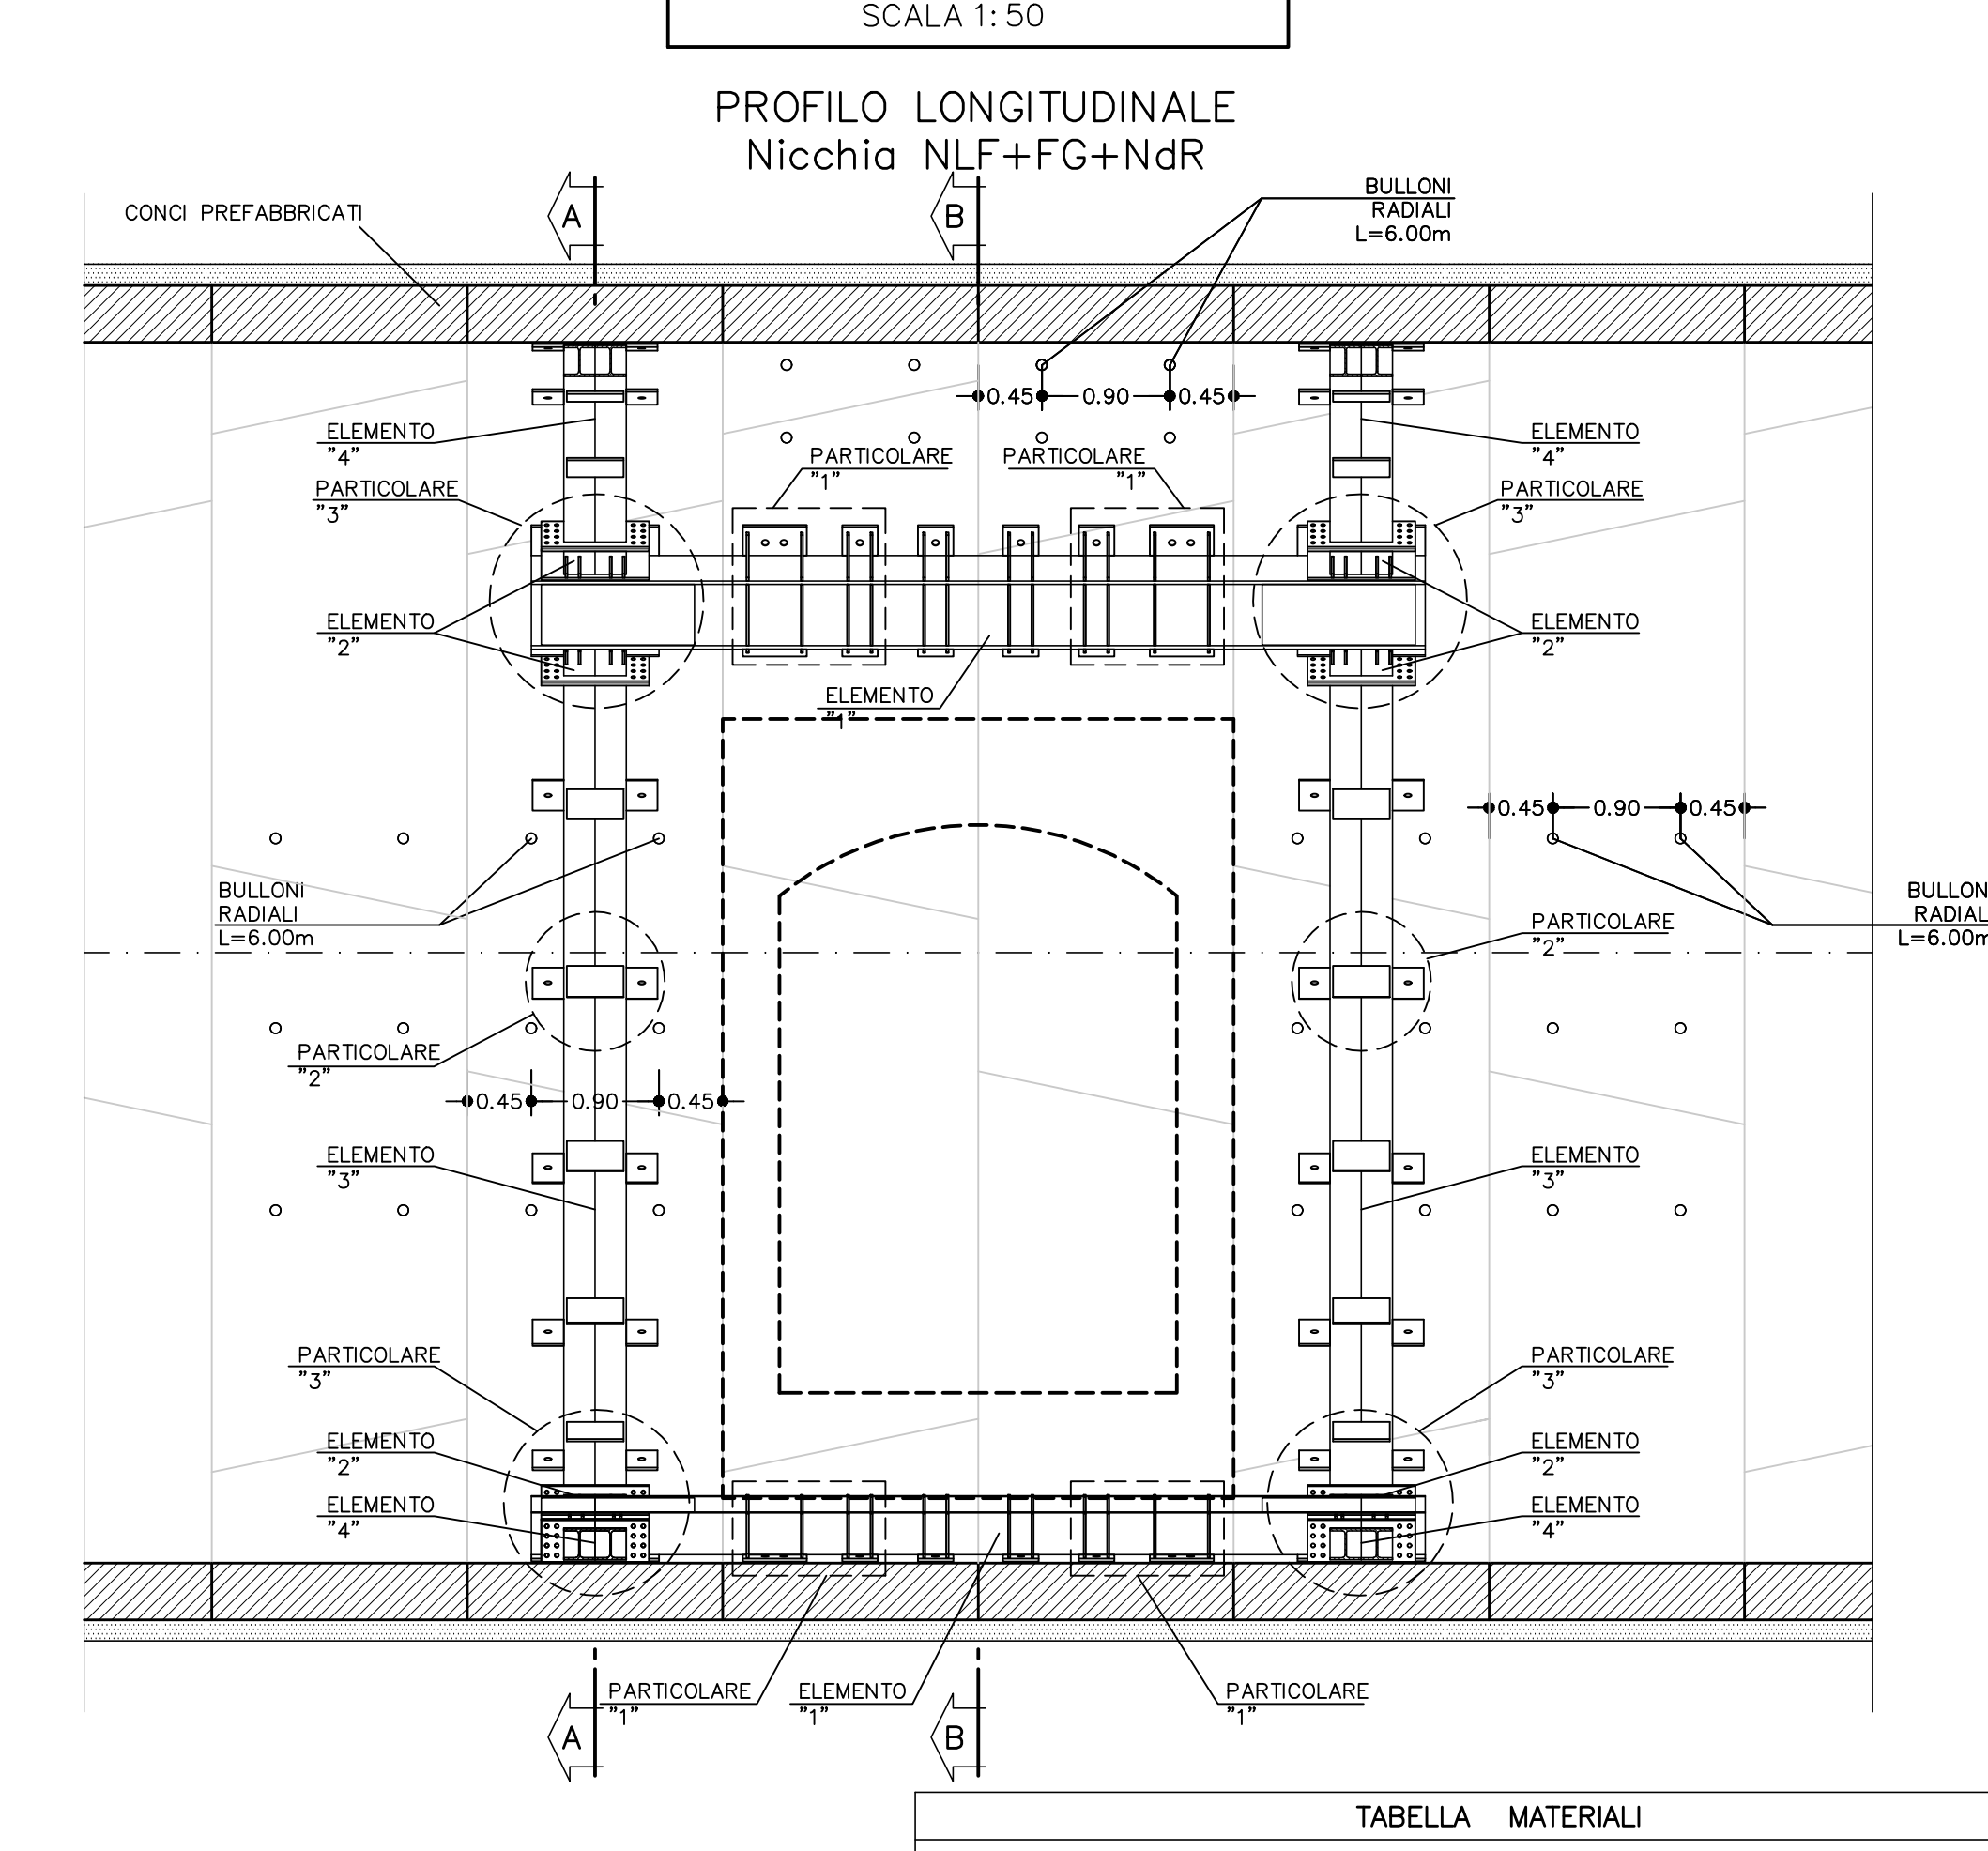 SCALA 1:50
PROFILO LONGITUDINALE
Nicchia NLF+FG+NdR
A
B
BULLONI
RADIALI
L=6.00m
CONCI PREFABBRICATI
0.45 0.90 0.45
ELEMENTO
"4"
ELEMENTO
"4"
PARTICOLARE
"1"
PARTICOLARE
"1"
PARTICOLARE
"3"
PARTICOLARE
"3"
ELEMENTO
"2"
ELEMENTO
"2"
ELEMENTO
"1"
0.45 0.90 0.45
BULLONI
RADIALI
L=6.00m
BULLON
RADIAL
L=6.00m
PARTICOLARE
"2"
PARTICOLARE
"2"
0.45 0.90 0.45
ELEMENTO
"3"
ELEMENTO
"3"
PARTICOLARE
"3"
PARTICOLARE
"3"
ELEMENTO
"2"
ELEMENTO
"2"
ELEMENTO
"4"
ELEMENTO
"4"
PARTICOLARE
"1"
ELEMENTO
"1"
PARTICOLARE
"1"
A
B
TABELLA MATERIALI